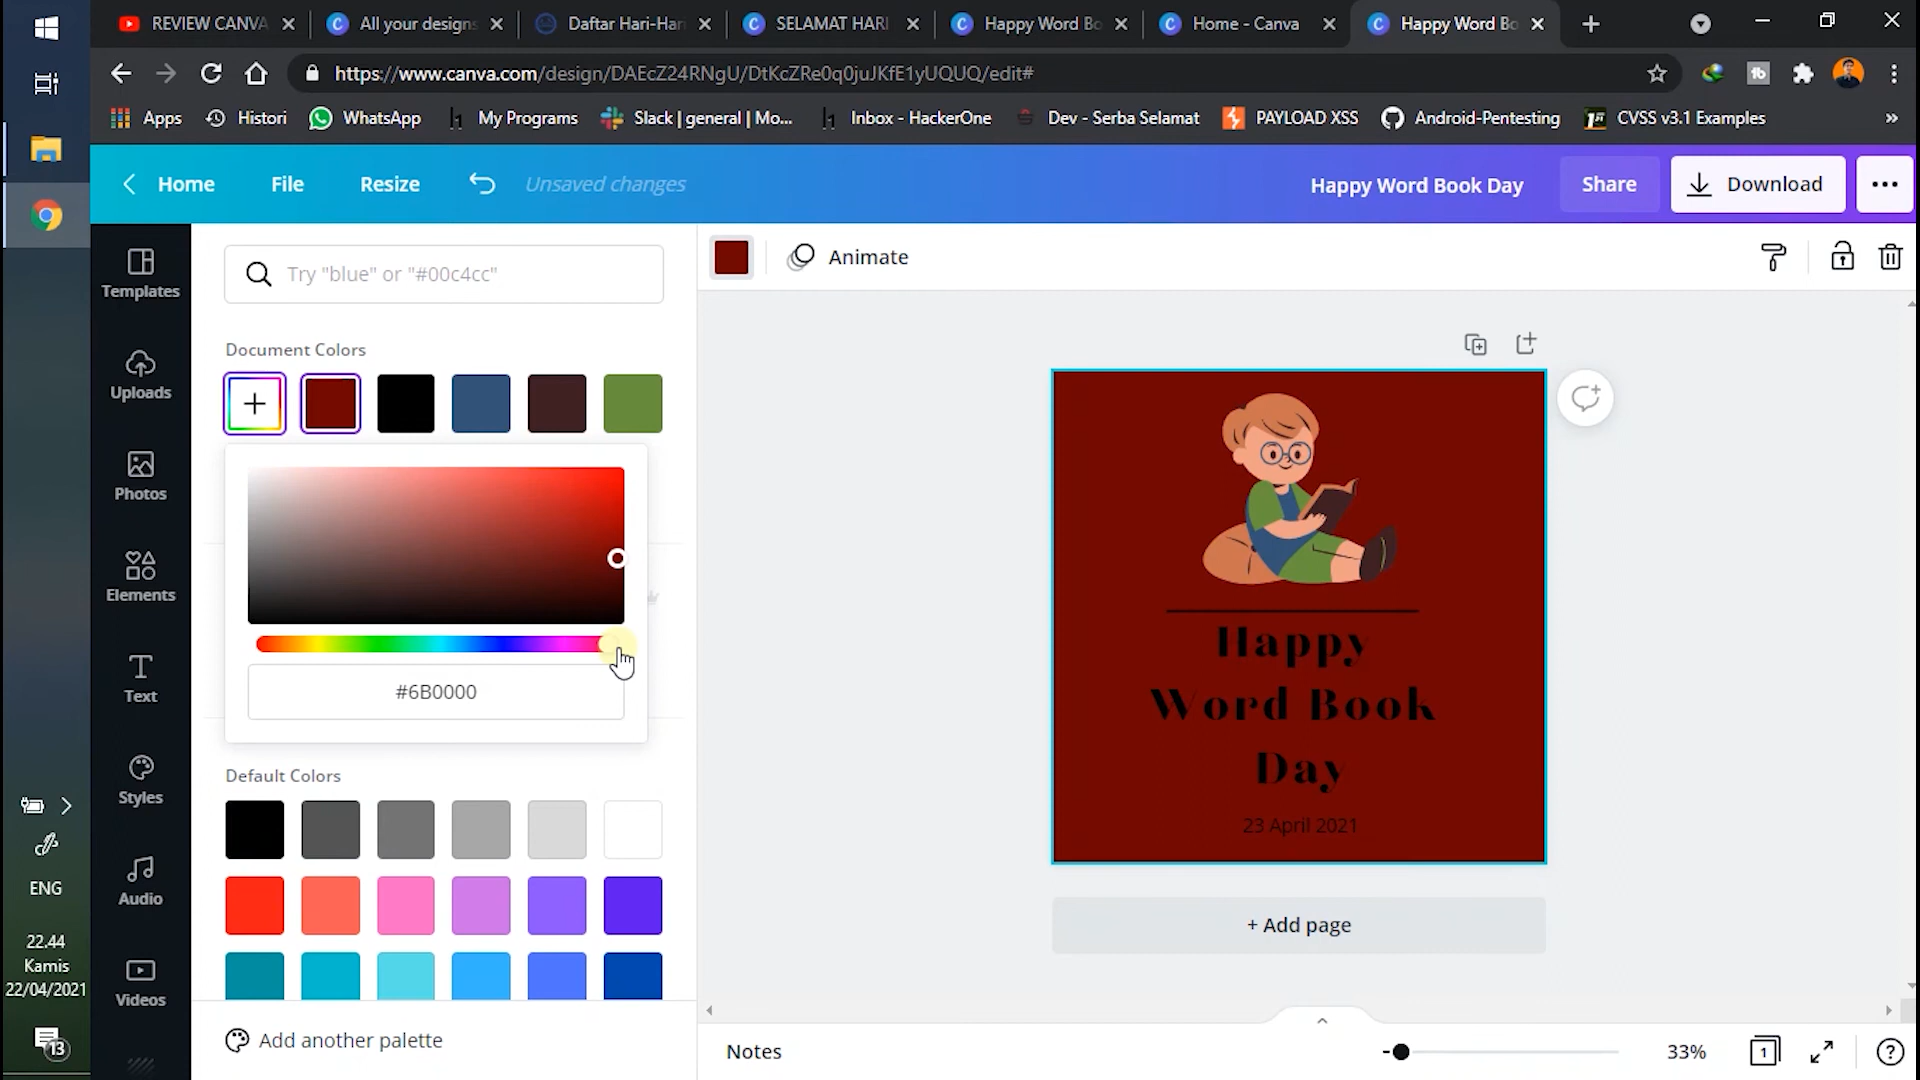 REVIEW CANVA
All your designs
Daftar Hari-Hari
SELAMAT HARI
Happy Word Bo
Home - Canva
Happy Word Bo
https://www.canva.com/design/DAEcZ24RNgU/DtKcZRe0q0juJKfE1yUQUQ/edit#
Apps
Histori
WhatsApp
My Programs
Slack | general | Mo...
Inbox - HackerOne
Dev - Serba Selamat
PAYLOAD XSS
Android-Pentesting
CVSS v3.1 Examples
»
Home
File
Resize
Unsaved changes
Happy Word Book Day
Share
Download
Templates
Uploads
Photos
Elements
Text
Styles
Audio
Videos
Try "blue" or "#00c4cc"
Document Colors
#6B0000
Default Colors
Add another palette
Animate
Happy
Word Book
Day
23 April 2021
+ Add page
Notes
33%
1
ENG
22.44
Kamis
22/04/2021
13